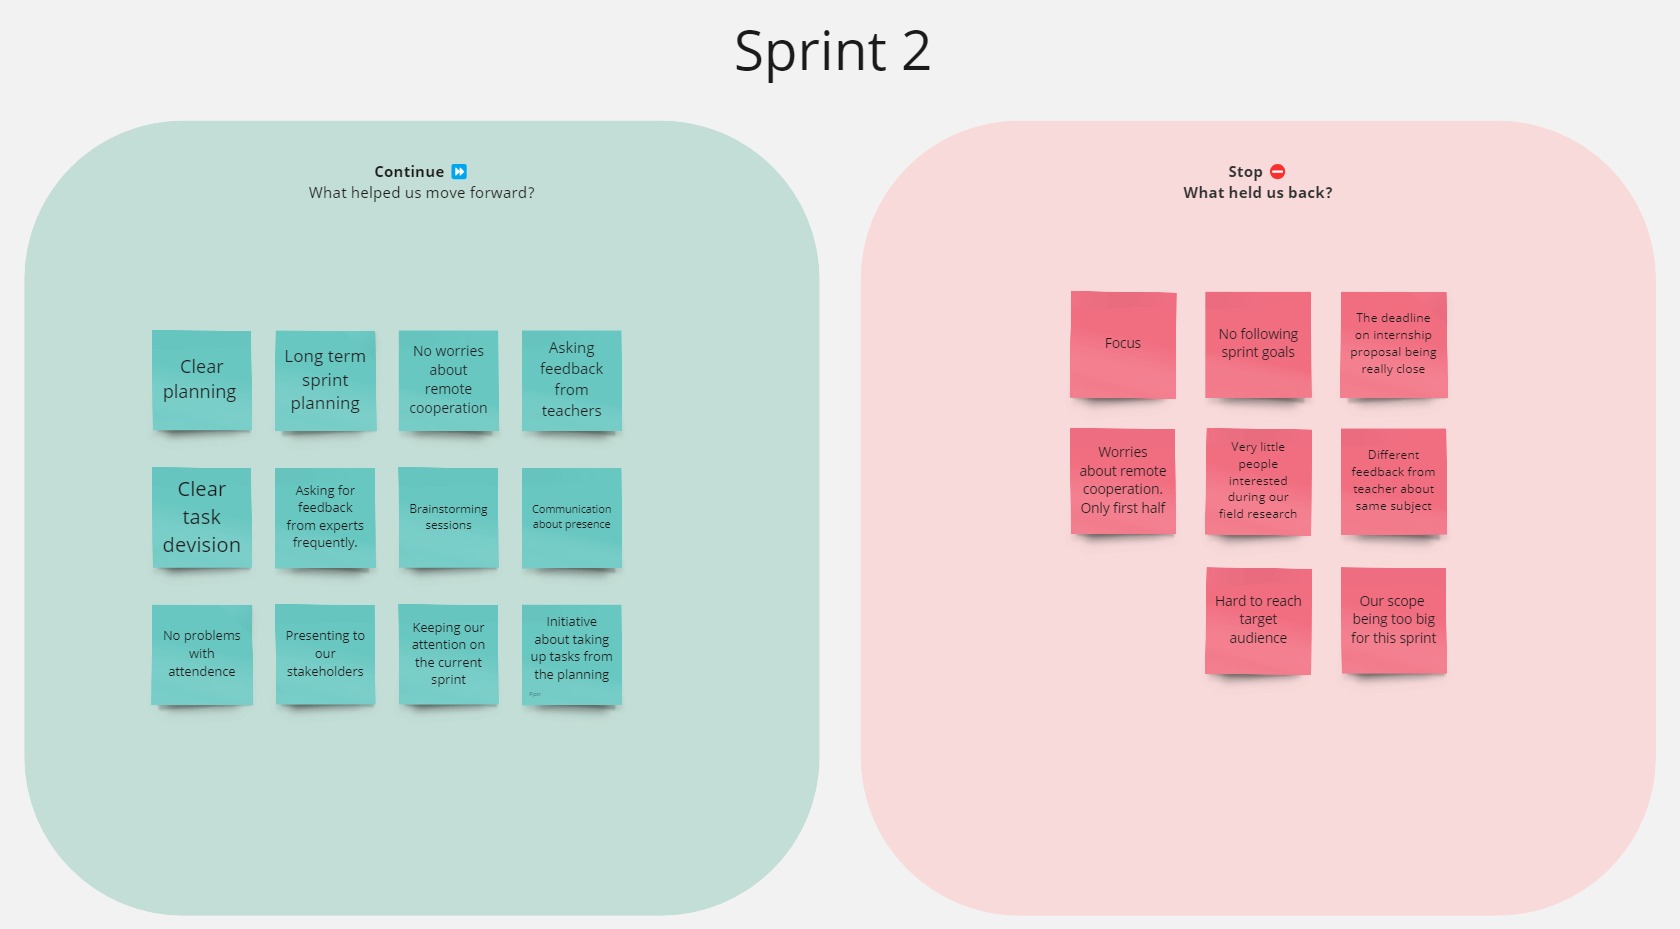 Sprint 2
Continue ⏩
What helped us move forward?
Clear
planning
Long term
sprint
planning
No worries
about
remote
cooperation
Asking
feedback
from
teachers
Clear
task
devision
Asking for
feedback
from experts
frequently.
Brainstorming
sessions
Communication
about presence
No problems
with
attendence
Presenting to
our
stakeholders
Keeping our
attention on
the current
sprint
Initiative
about taking
up tasks from
the planning
Stop ⛔
What held us back?
Focus
No following
sprint goals
The deadline
on internship
proposal being
really close
Worries
about remote
cooperation.
Only first half
Very little
people
interested
during our
field research
Different
feedback from
teacher about
same subject
Hard to reach
target
audience
Our scope
being too big
for this sprint